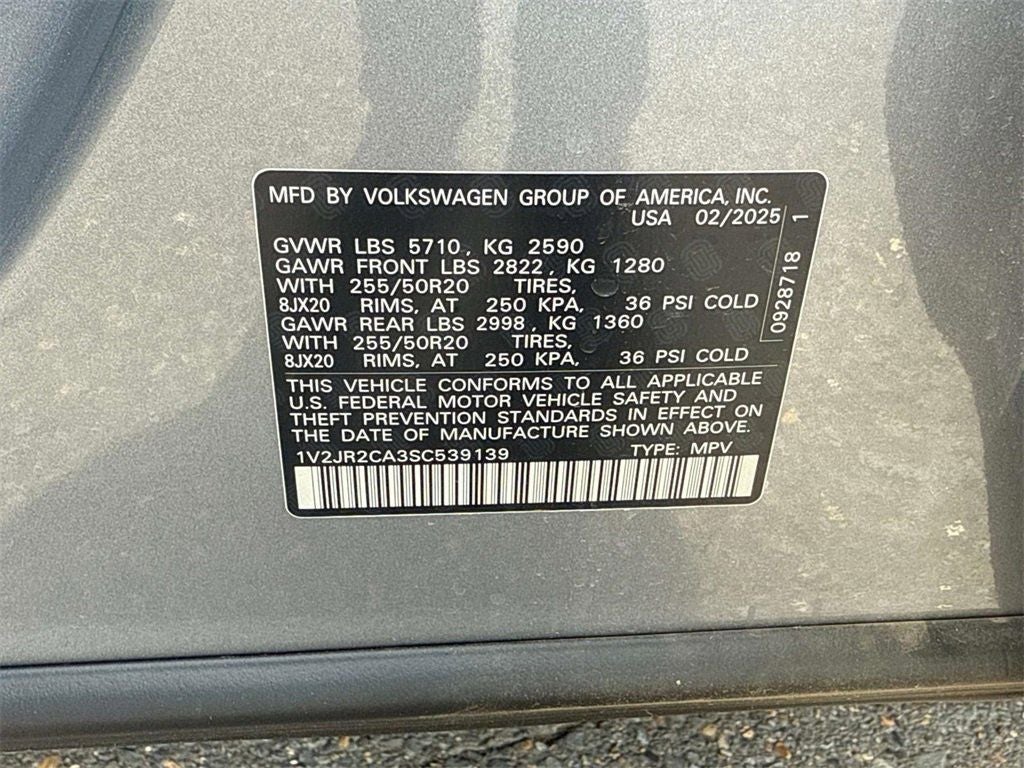 MFD BY VOLKSWAGEN GROUP OF AMERICA, INC.
USA 02/2025
GVWR LBS 5710, KG 2590
GAWR FRONT LBS 2822, KG 1280
WITH 255/50R20 TIRES,
8JX20 RIMS, AT 250 KPA, 36 PSI COLD
GAWR REAR LBS 2998, KG 1360
WITH 255/50R20 TIRES,
8JX20 RIMS, AT 250 KPA, 36 PSI COLD
THIS VEHICLE CONFORMS TO ALL APPLICABLE
U.S. FEDERAL MOTOR VEHICLE SAFETY AND
THEFT PREVENTION STANDARDS IN EFFECT ON
THE DATE OF MANUFACTURE SHOWN ABOVE.
1V2JR2CA3SC539139 TYPE: MPV
0928718 1